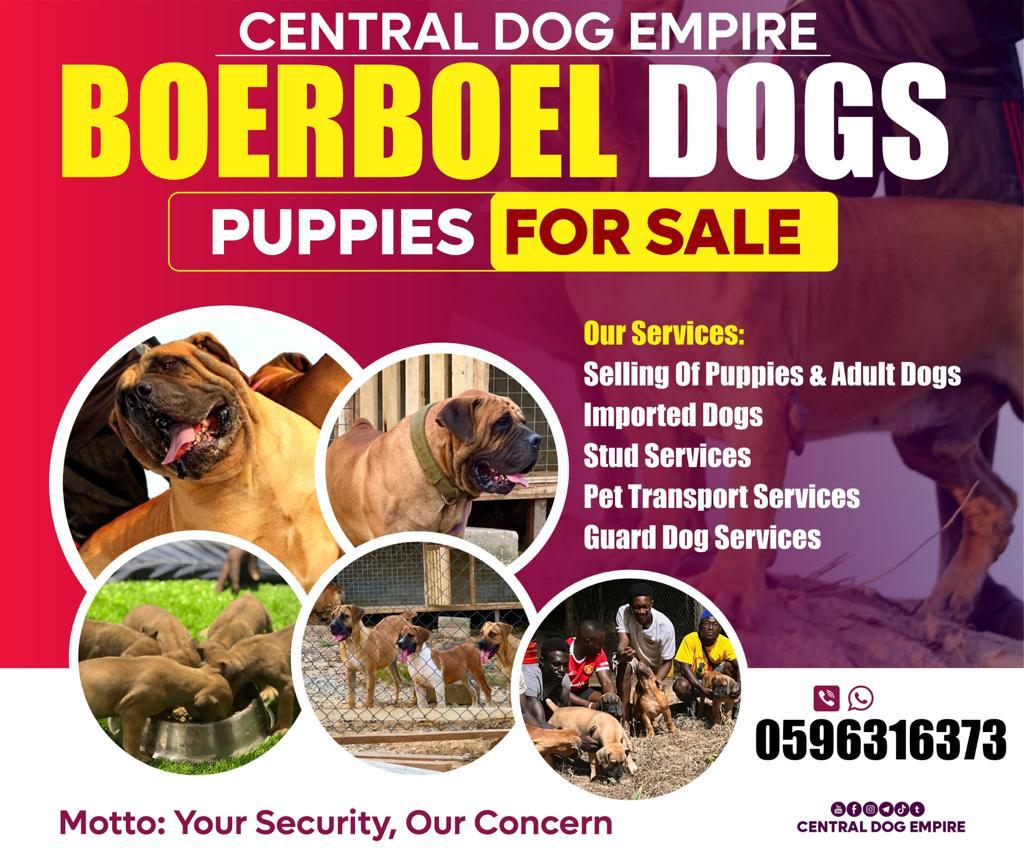 CENTRAL DOG EMPIRE
BOERBOEL DOGS
PUPPIES FOR SALE
Our Services:
Selling Of Puppies & Adult Dogs
Imported Dogs
Stud Services
Pet Transport Services
Guard Dog Services
0596316373
Motto: Your Security, Our Concern
CENTRAL DOG EMPIRE